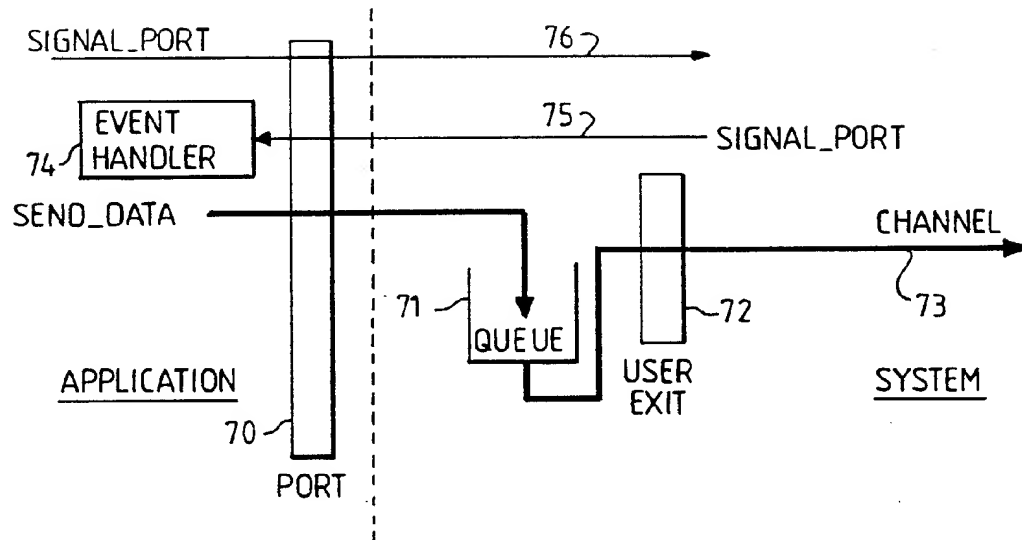 SIGNAL_PORT
76
EVENT
HANDLER
74
75
SIGNAL_PORT
SEND_DATA
CHANNEL
73
71
QUEUE
72
USER
EXIT
APPLICATION
SYSTEM
70
PORT